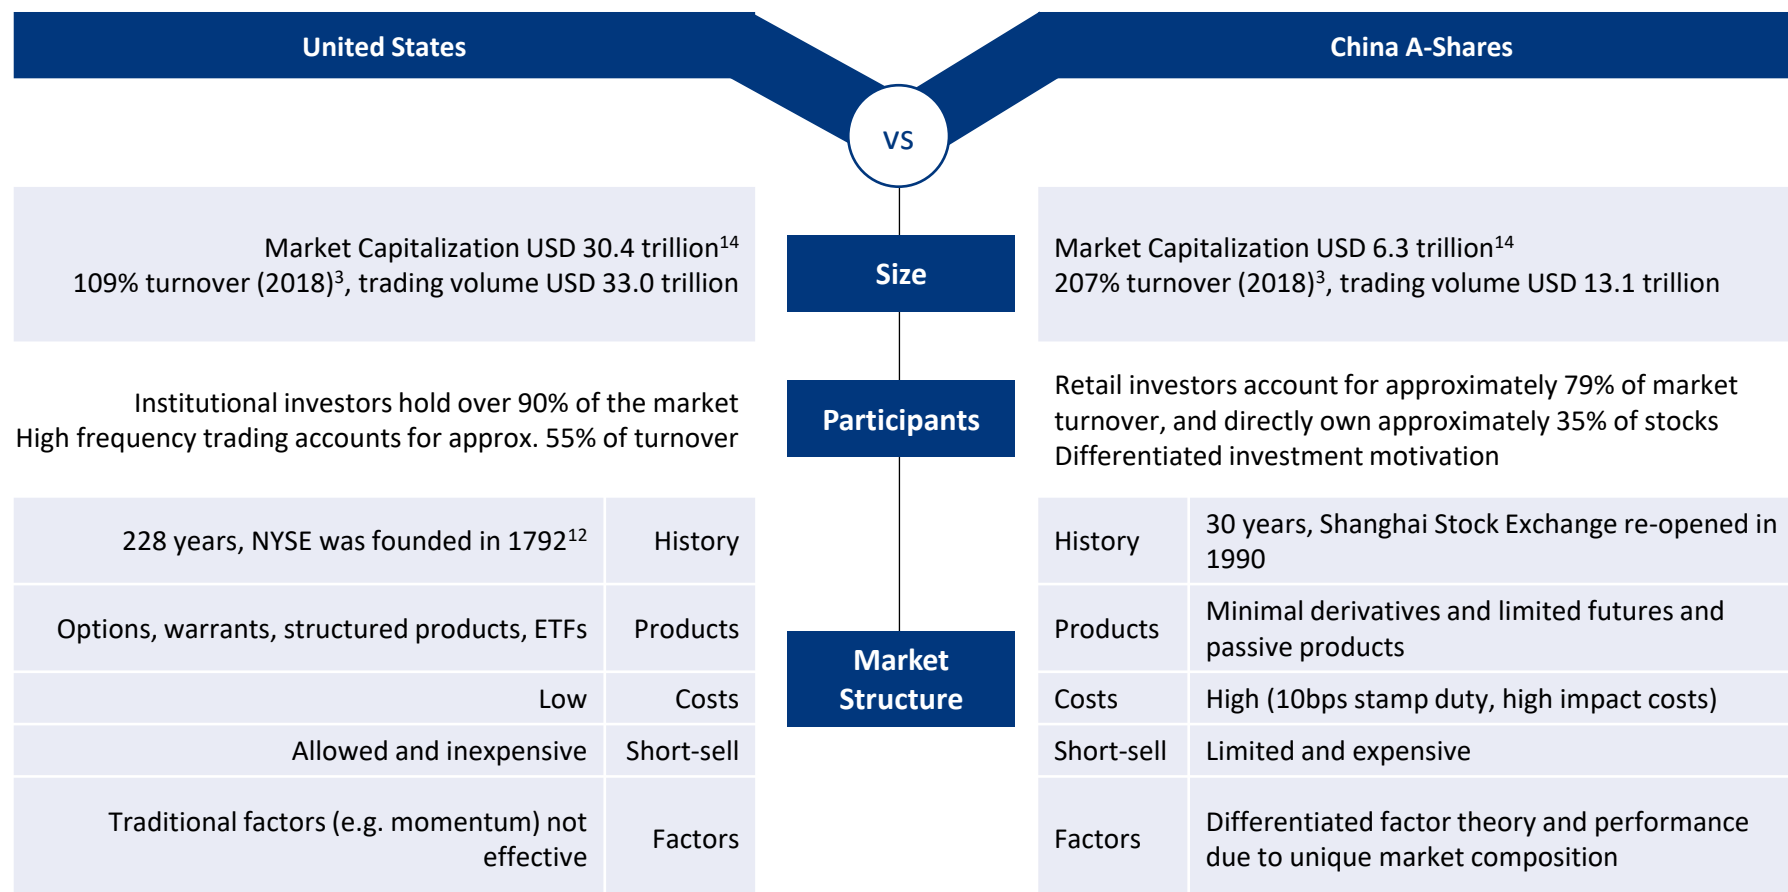 United States
China A-Shares
VS
Market Capitalization USD 30.4 trillion¹⁴
109% turnover (2018)³, trading volume USD 33.0 trillion
Size
Market Capitalization USD 6.3 trillion¹⁴
207% turnover (2018)³, trading volume USD 13.1 trillion
Institutional investors hold over 90% of the market
High frequency trading accounts for approx. 55% of turnover
Participants
Retail investors account for approximately 79% of market
turnover, and directly own approximately 35% of stocks
Differentiated investment motivation
Market
Structure
228 years, NYSE was founded in 1792¹²
History
Options, warrants, structured products, ETFs
Products
Low
Costs
Allowed and inexpensive
Short-sell
Traditional factors (e.g. momentum) not
effective
Factors
History
30 years, Shanghai Stock Exchange re-opened in
1990
Products
Minimal derivatives and limited futures and
passive products
Costs
High (10bps stamp duty, high impact costs)
Short-sell
Limited and expensive
Factors
Differentiated factor theory and performance
due to unique market composition